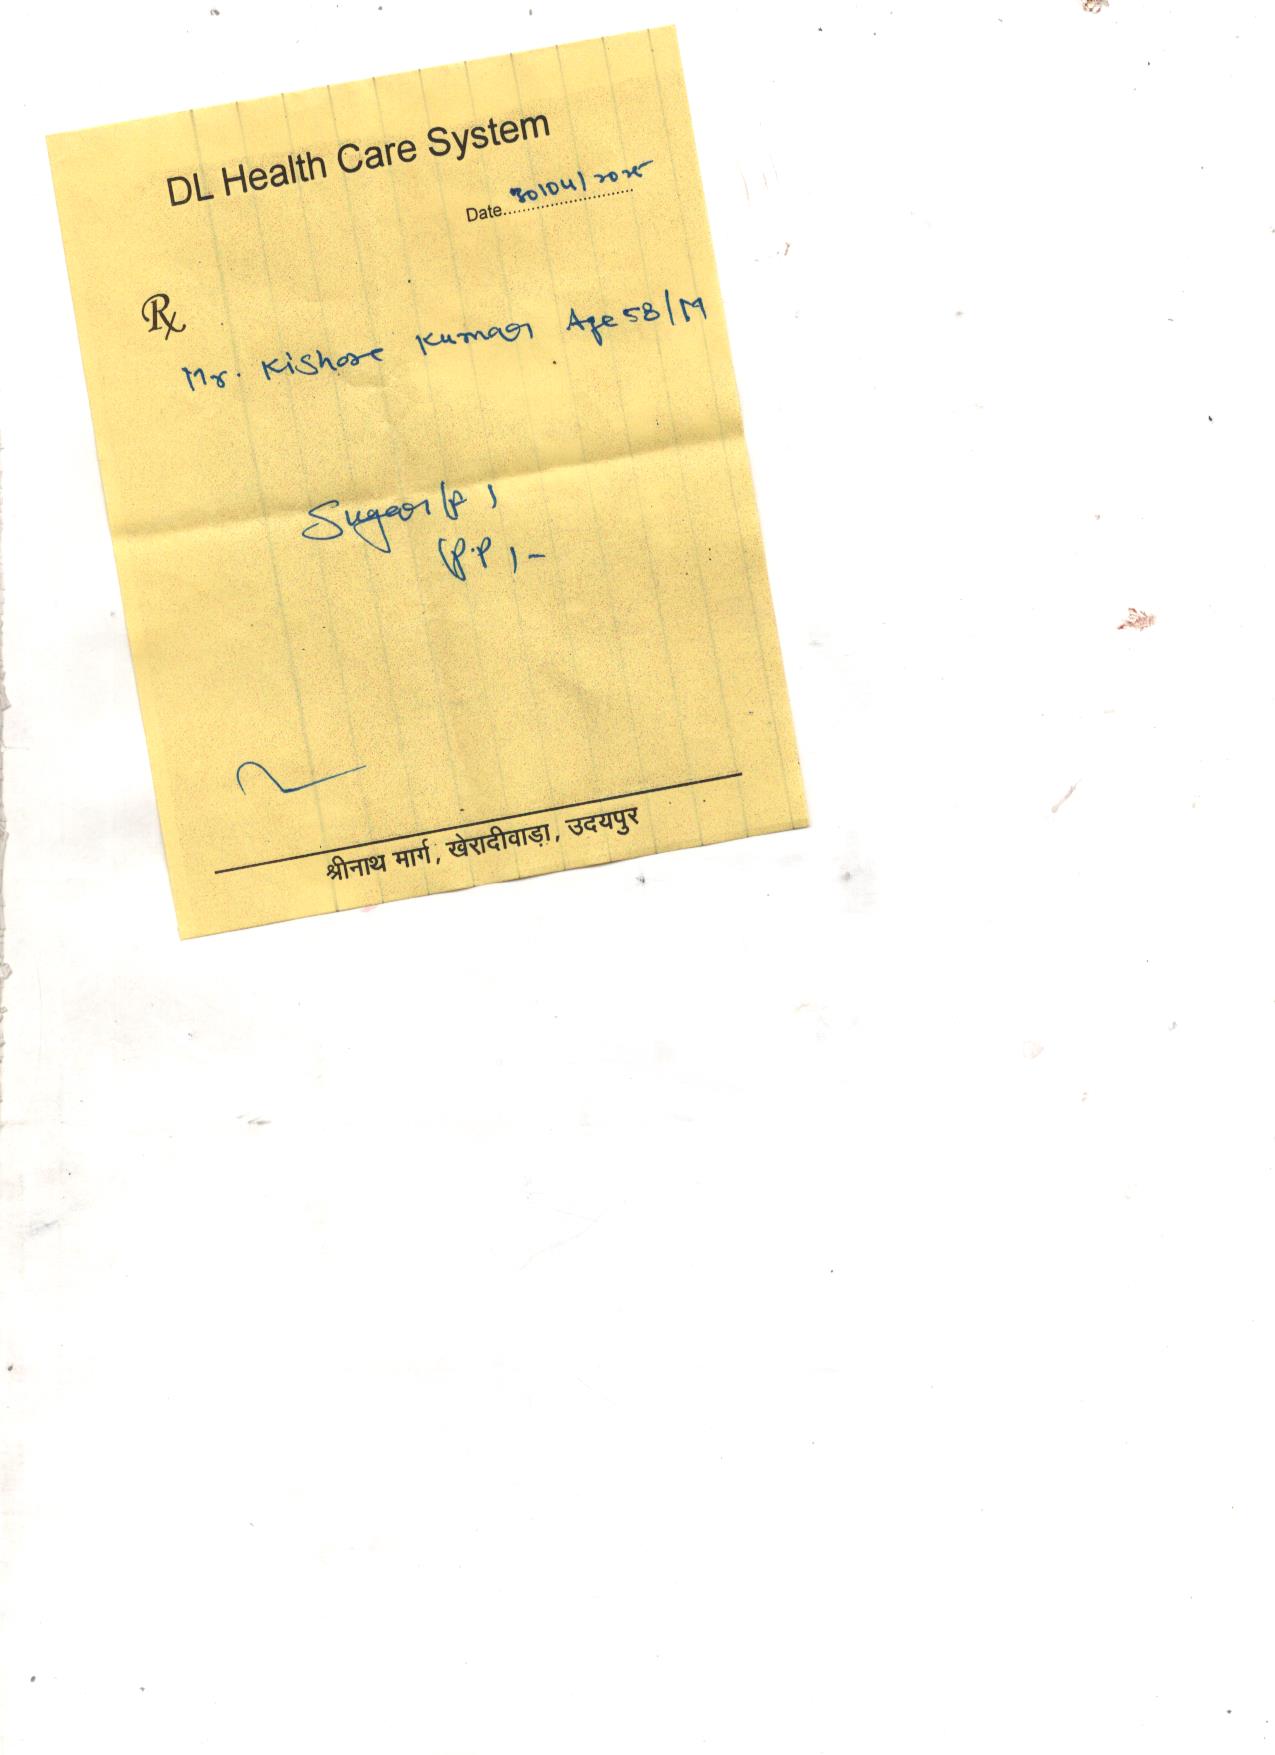 DL Health Care System
Date 30/04/2025
Rx
Mr. Kishore Kumar Age 58/M
Sugar (F)
(P.P) -
श्रीनाथ मार्ग, खेरादीवाड़ा, उदयपुर